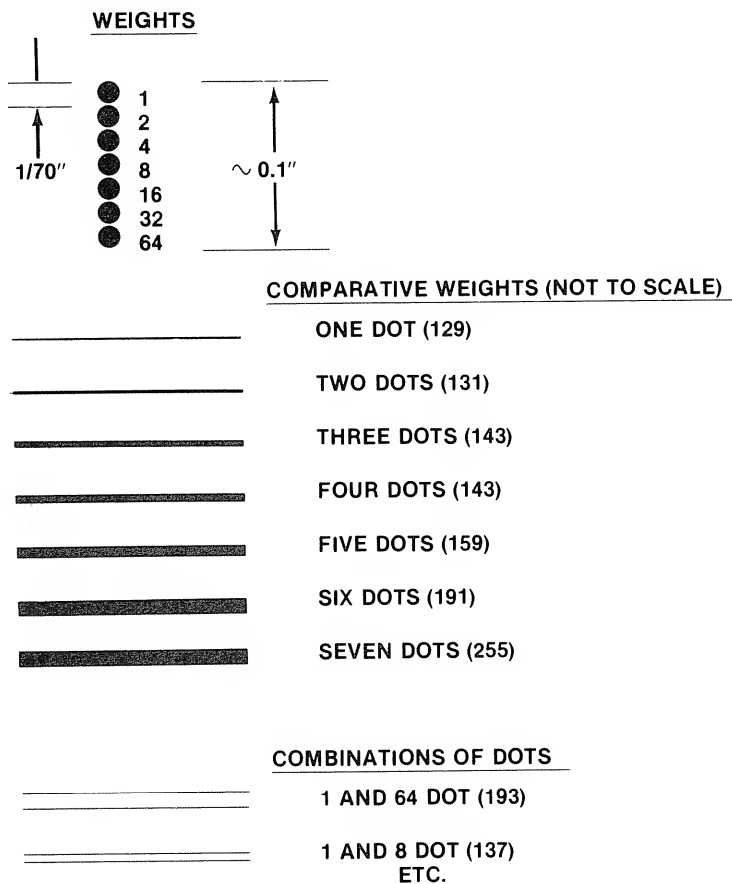 WEIGHTS
1
2
4
8
16
32
64
1/70″
~ 0.1″
COMPARATIVE WEIGHTS (NOT TO SCALE)
ONE DOT (129)
TWO DOTS (131)
THREE DOTS (143)
FOUR DOTS (143)
FIVE DOTS (159)
SIX DOTS (191)
SEVEN DOTS (255)
COMBINATIONS OF DOTS
1 AND 64 DOT (193)
1 AND 8 DOT (137)
ETC.